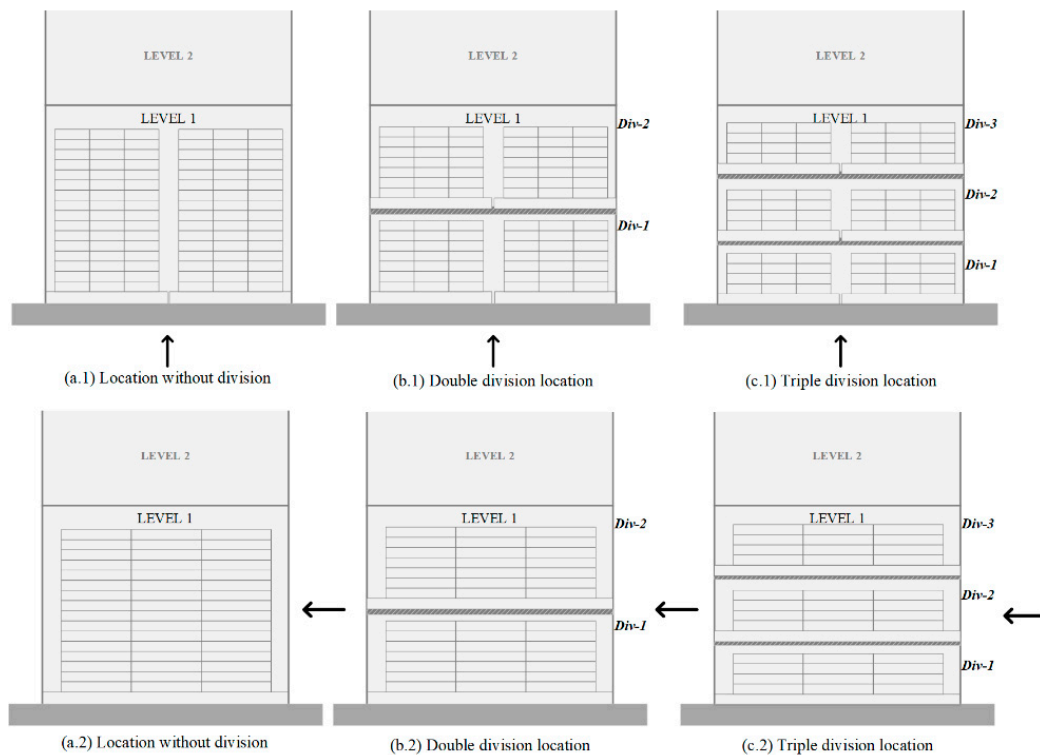 LEVEL 2
LEVEL 1
(a.1) Location without division
LEVEL 2
LEVEL 1
Div-2
Div-1
(b.1) Double division location
LEVEL 2
LEVEL 1
Div-3
Div-2
Div-1
(c.1) Triple division location
LEVEL 2
LEVEL 1
(a.2) Location without division
LEVEL 2
LEVEL 1
Div-2
Div-1
(b.2) Double division location
LEVEL 2
LEVEL 1
Div-3
Div-2
Div-1
(c.2) Triple division location